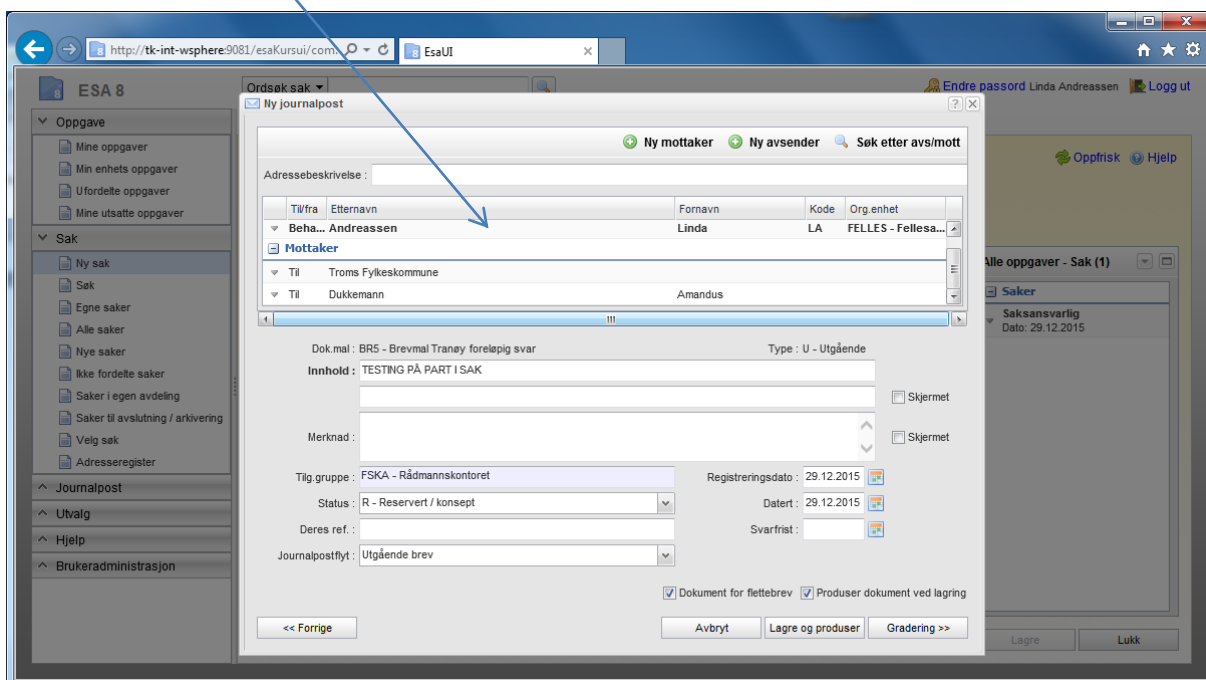 http://tk-int-wsphere:9081/esaKursui/com
EsaUI
ESA 8
Ordsøk sak
Endre passord Linda Andreassen Logg ut
Oppgave
Mine oppgaver
Min enhets oppgaver
Ufordelte oppgaver
Mine utsatte oppgaver
Sak
Ny sak
Søk
Egne saker
Alle saker
Nye saker
Ikke fordelte saker
Saker i egen avdeling
Saker til avslutning / arkivering
Velg søk
Adresseregister
Journalpost
Utvalg
Hjelp
Brukeradministrasjon
Ny journalpost
Ny mottaker Ny avsender Søk etter avs/mott
Adressebeskrivelse :
Til/fra Etternavn Fornavn Kode Org.enhet
Beha... Andreassen Linda LA FELLES - Fellesa...
Mottaker
Til Troms Fylkeskommune
Til Dukkemann Amandus
Dok.mal : BR5 - Brevmal Tranøy foreløpig svar Type : U - Utgående
Innhold : TESTING PÅ PART I SAK
Skjermet
Merknad : Skjermet
Tilg.gruppe : FSKA - Rådmannskontoret Registreringsdato : 29.12.2015
Status : R - Reservert / konsept Datert : 29.12.2015
Deres ref. : Svarfrist :
Journalpostflyt : Utgående brev
Dokument for flettebrev Produser dokument ved lagring
<< Forrige Avbryt Lagre og produser Gradering >>
Oppfrisk Hjelp
Alle oppgaver - Sak (1)
Saker
Saksansvarlig
Dato: 29.12.2015
Lagre Lukk